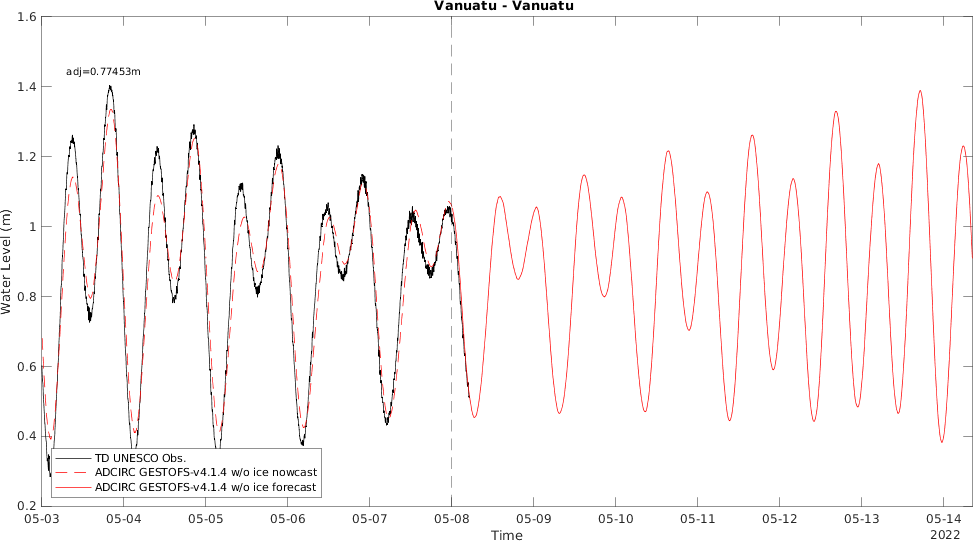 Vanuatu - Vanuatu
1.6
1.4
1.2
1
0.8
0.6
0.4
0.2
Water Level (m)
adj=0.77453m
TD UNESCO Obs.
ADCIRC GESTOFS-v4.1.4 w/o ice nowcast
ADCIRC GESTOFS-v4.1.4 w/o ice forecast
05-03 05-04 05-05 05-06 05-07 05-08 05-09 05-10 05-11 05-12 05-13 05-14
Time
2022